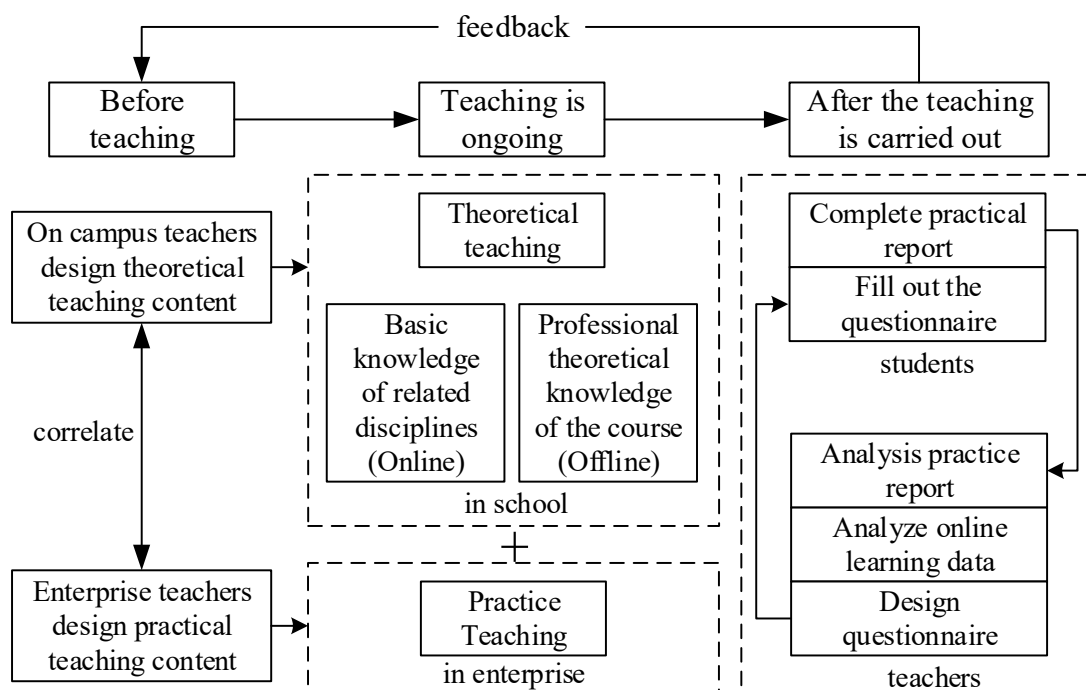 feedback
Before
teaching
Teaching is
ongoing
After the teaching
is carried out
On campus teachers
design theoretical
teaching content
correlate
Enterprise teachers
design practical
teaching content
Theoretical
teaching
Basic
knowledge
of related
disciplines
(Online)
Professional
theoretical
knowledge
of the course
(Offline)
in school
+
Practice
Teaching
in enterprise
Complete practical
report
Fill out the
questionnaire
students
Analysis practice
report
Analyze online
learning data
Design
questionnaire
teachers